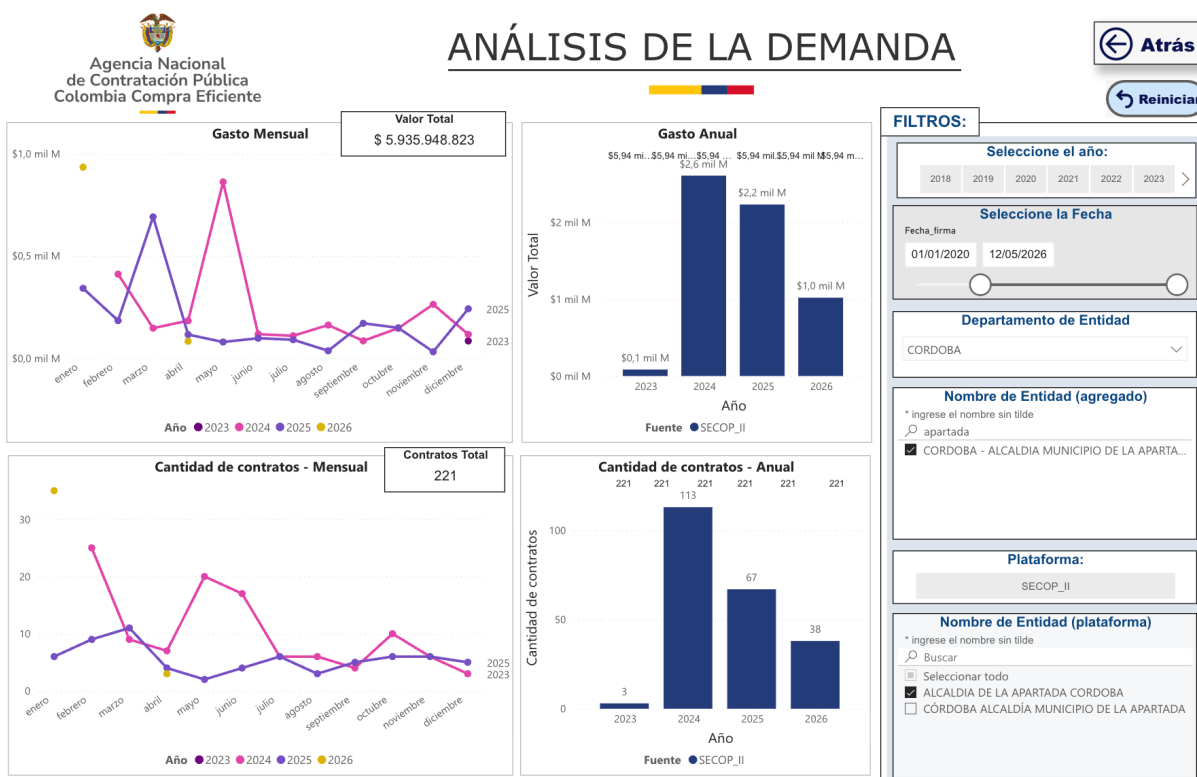 Agencia Nacional
de Contratación Pública
Colombia Compra Eficiente
ANÁLISIS DE LA DEMANDA
Atrás
Reiniciar
Gasto Mensual
Valor Total
$ 5.935.948.823
$1,0 mil M
$0,5 mil M
$0,0 mil M
2025
2023
enero
febrero
marzo
abril
mayo
junio
julio
agosto
septiembre
octubre
noviembre
diciembre
Año 2023 2024 2025 2026
Gasto Anual
$5,94 mi... $5,94 mi... $5,94 ... $5,94 mil... $5,94 mil M $5,94 m...
Valor Total
$2 mil M
$1 mil M
$0 mil M
$0,1 mil M
$2,6 mil M
$2,2 mil M
$1,0 mil M
2023 2024 2025 2026
Año
Fuente SECOP_II
Cantidad de contratos - Mensual
Contratos Total
221
30
20
10
0
2025
2023
enero
febrero
marzo
abril
mayo
junio
julio
agosto
septiembre
octubre
noviembre
diciembre
Año 2023 2024 2025 2026
Cantidad de contratos - Anual
221 221 221 221 221 221
Cantidad de contratos
100
50
0
3
113
67
38
2023 2024 2025 2026
Año
Fuente SECOP_II
FILTROS:
Seleccione el año:
2018 2019 2020 2021 2022 2023
Seleccione la Fecha
Fecha_firma
01/01/2020 12/05/2026
Departamento de Entidad
CORDOBA
Nombre de Entidad (agregado)
* ingrese el nombre sin tilde
apartada
CORDOBA - ALCALDIA MUNICIPIO DE LA APARTA...
Plataforma:
SECOP_II
Nombre de Entidad (plataforma)
* ingrese el nombre sin tilde
Buscar
Seleccionar todo
ALCALDIA DE LA APARTADA CORDOBA
CÓRDOBA ALCALDÍA MUNICIPIO DE LA APARTADA